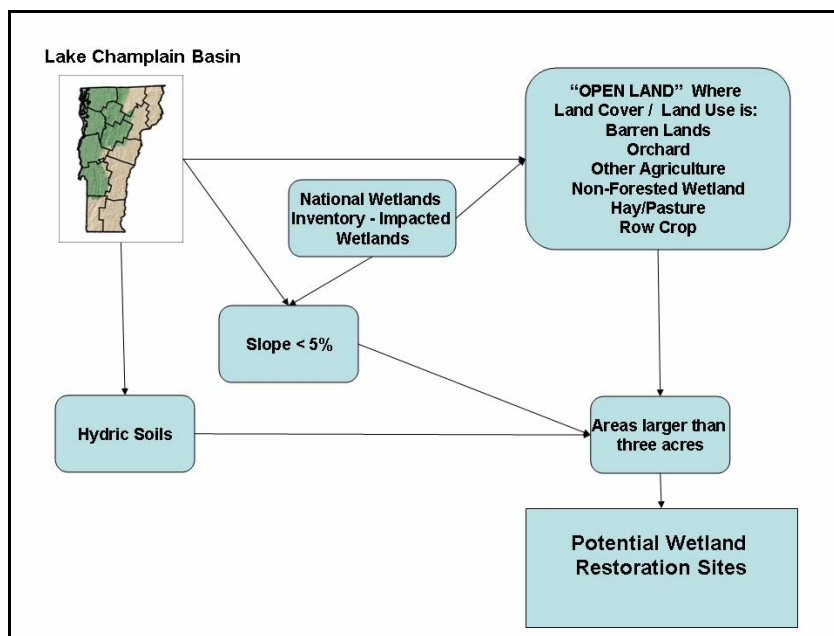 Lake Champlain Basin
“OPEN LAND” Where
Land Cover / Land Use is:
Barren Lands
Orchard
Other Agriculture
Non-Forested Wetland
Hay/Pasture
Row Crop
National Wetlands
Inventory - Impacted
Wetlands
Slope < 5%
Hydric Soils
Areas larger than
three acres
Potential Wetland
Restoration Sites